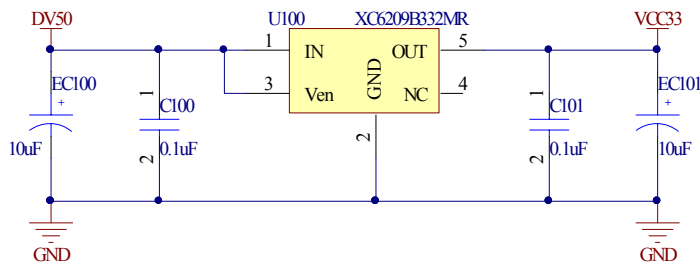 DV50
U100
XC6209B332MR
VCC33
1
IN
OUT
5
EC100
+
1
C100
3
Ven
GND
NC
4
1
C101
EC101
+
10uF
2
0.1uF
2
2
0.1uF
10uF
GND
GND